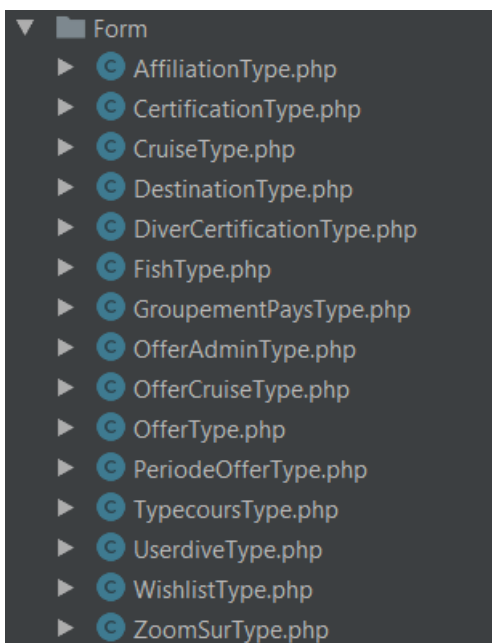 Form
AffiliationType.php
CertificationType.php
CruiseType.php
DestinationType.php
DiverCertificationType.php
FishType.php
GroupementPaysType.php
OfferAdminType.php
OfferCruiseType.php
OfferType.php
PeriodeOfferType.php
TypecoursType.php
UserdiveType.php
WishlistType.php
ZoomSurType.php